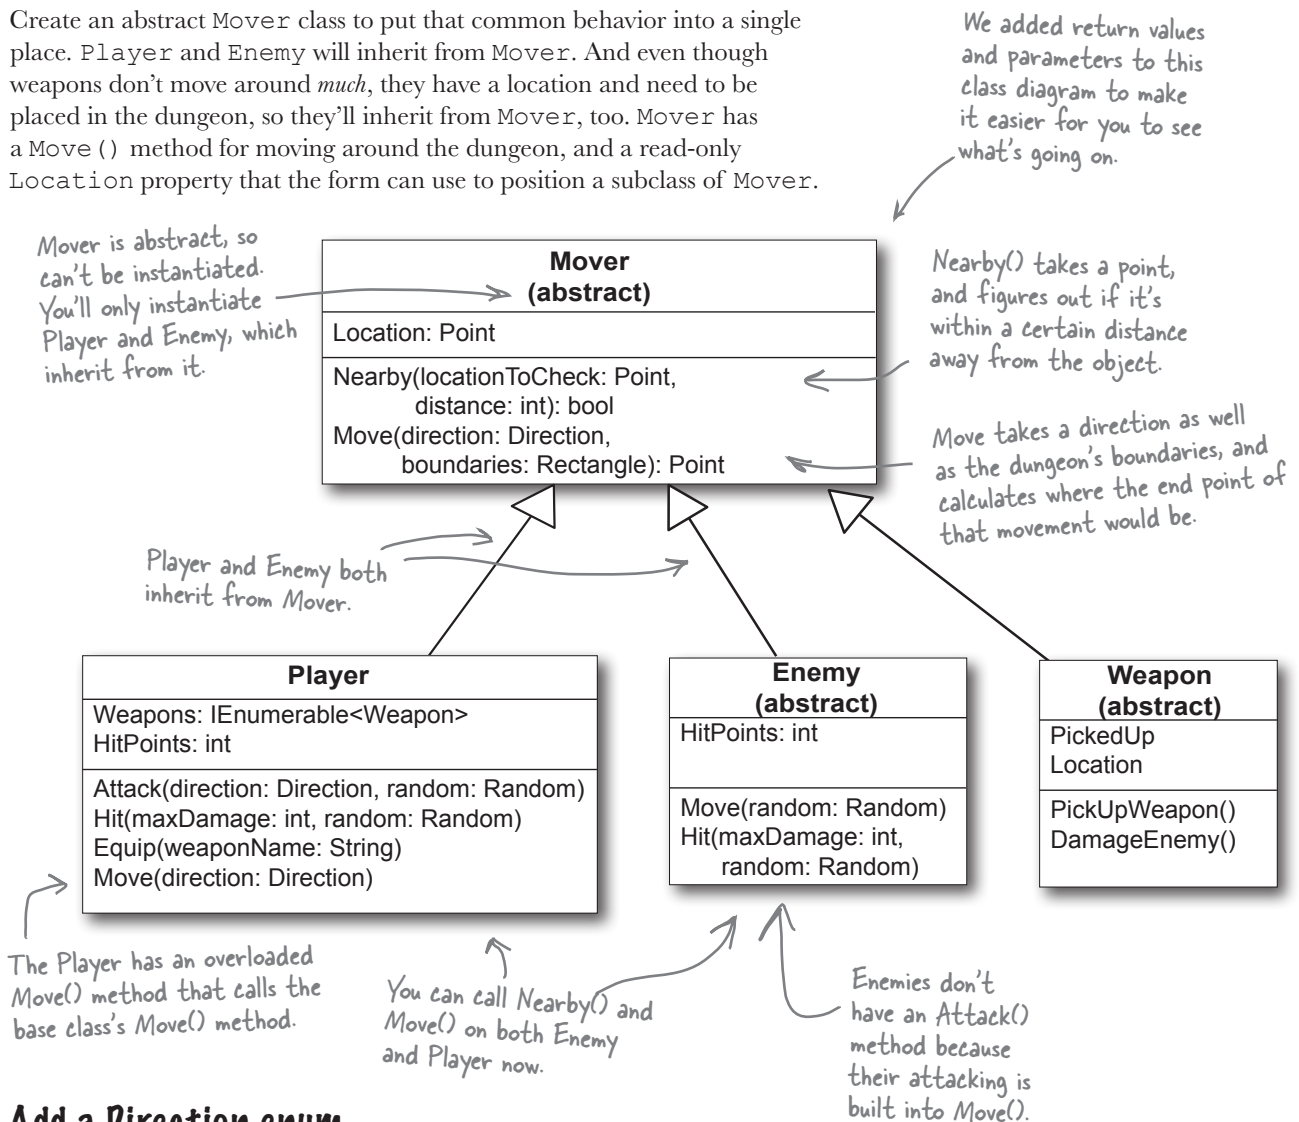 Create an abstract Mover class to put that common behavior into a single
place. Player and Enemy will inherit from Mover. And even though
weapons don't move around much, they have a location and need to be
placed in the dungeon, so they'll inherit from Mover, too. Mover has
a Move() method for moving around the dungeon, and a read-only
Location property that the form can use to position a subclass of Mover.
We added return values
and parameters to this
class diagram to make
it easier for you to see
what's going on.
Mover is abstract, so
can't be instantiated.
You'll only instantiate
Player and Enemy, which
inherit from it.
Mover
(abstract)
Location: Point
Nearby(locationToCheck: Point,
distance: int): bool
Move(direction: Direction,
boundaries: Rectangle): Point
Nearby() takes a point,
and figures out if it's
within a certain distance
away from the object.
Move takes a direction as well
as the dungeon's boundaries, and
calculates where the end point of
that movement would be.
Player and Enemy both
inherit from Mover.
Player
Weapons: IEnumerable<Weapon>
HitPoints: int
Attack(direction: Direction, random: Random)
Hit(maxDamage: int, random: Random)
Equip(weaponName: String)
Move(direction: Direction)
Enemy
(abstract)
HitPoints: int
Move(random: Random)
Hit(maxDamage: int,
random: Random)
Weapon
(abstract)
PickedUp
Location
PickUpWeapon()
DamageEnemy()
The Player has an overloaded
Move() method that calls the
base class's Move() method.
You can call Nearby() and
Move() on both Enemy
and Player now.
Enemies don't
have an Attack()
method because
their attacking is
built into Move().
Add a Direction enum